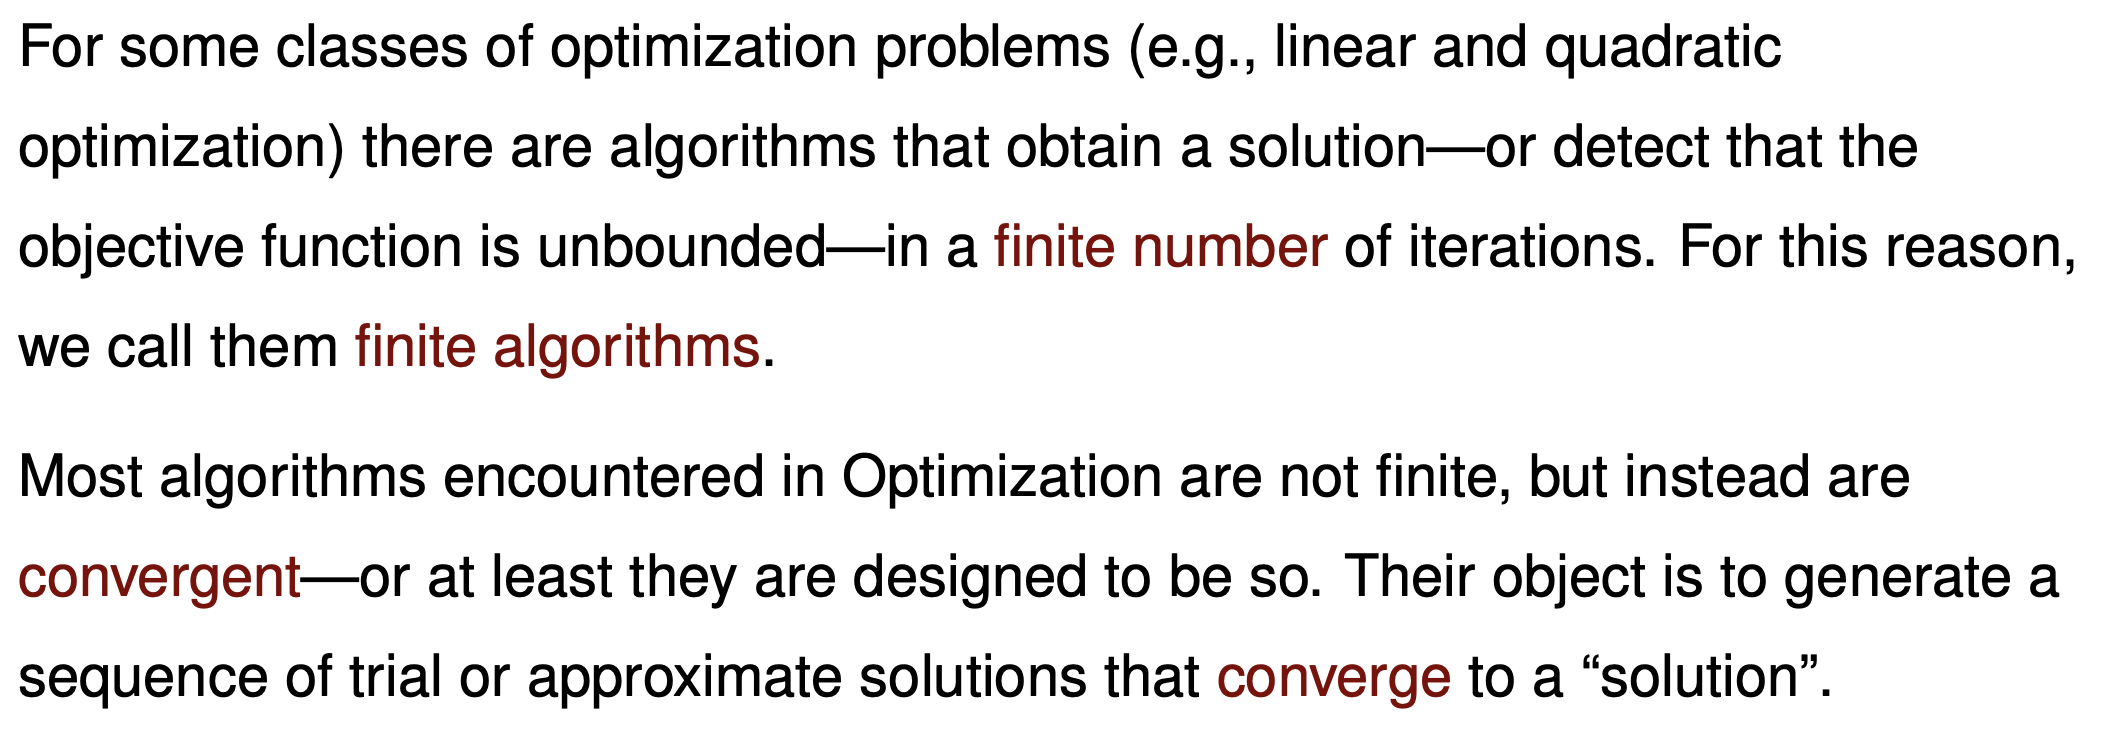 For some classes of optimization problems (e.g., linear and quadratic
optimization) there are algorithms that obtain a solution—or detect that the
objective function is unbounded—in a finite number of iterations. For this reason,
we call them finite algorithms.
Most algorithms encountered in Optimization are not finite, but instead are
convergent—or at least they are designed to be so. Their object is to generate a
sequence of trial or approximate solutions that converge to a “solution”.